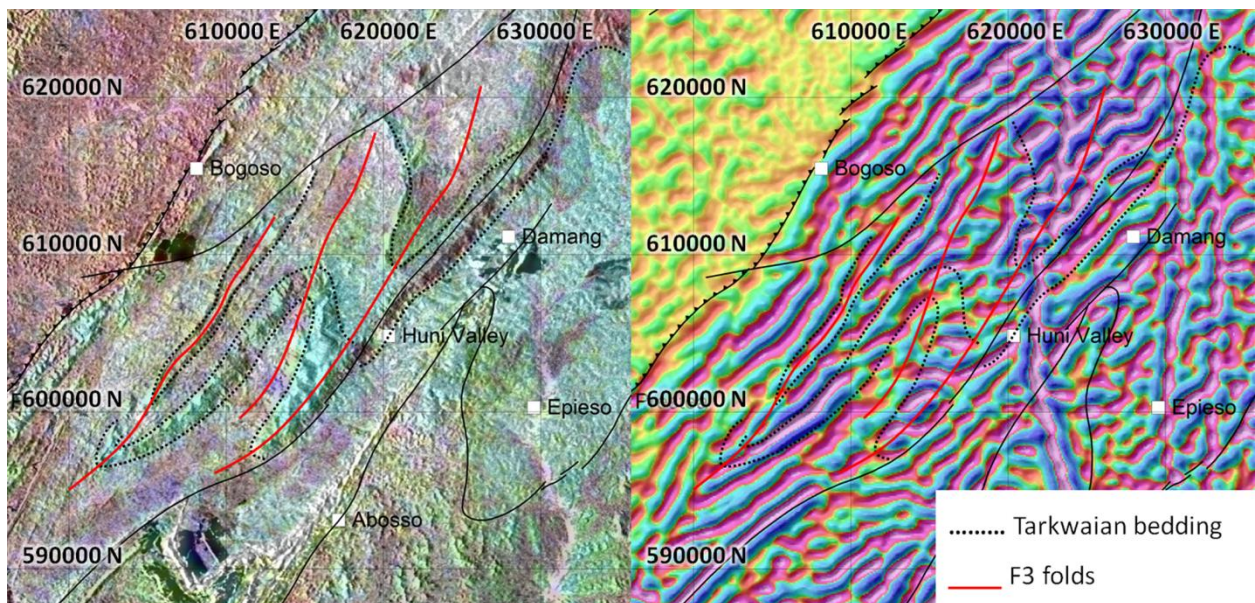 610000 E
620000 E
630000 E
620000 N
Bogoso
610000 N
Damang
Huni Valley
600000 N
F
Epieso
Abosso
590000 N
610000 E
620000 E
630000 E
620000 N
Bogoso
610000 N
Damang
Huni Valley
600000 N
F
Epieso
590000 N
Tarkwaian bedding
F3 folds